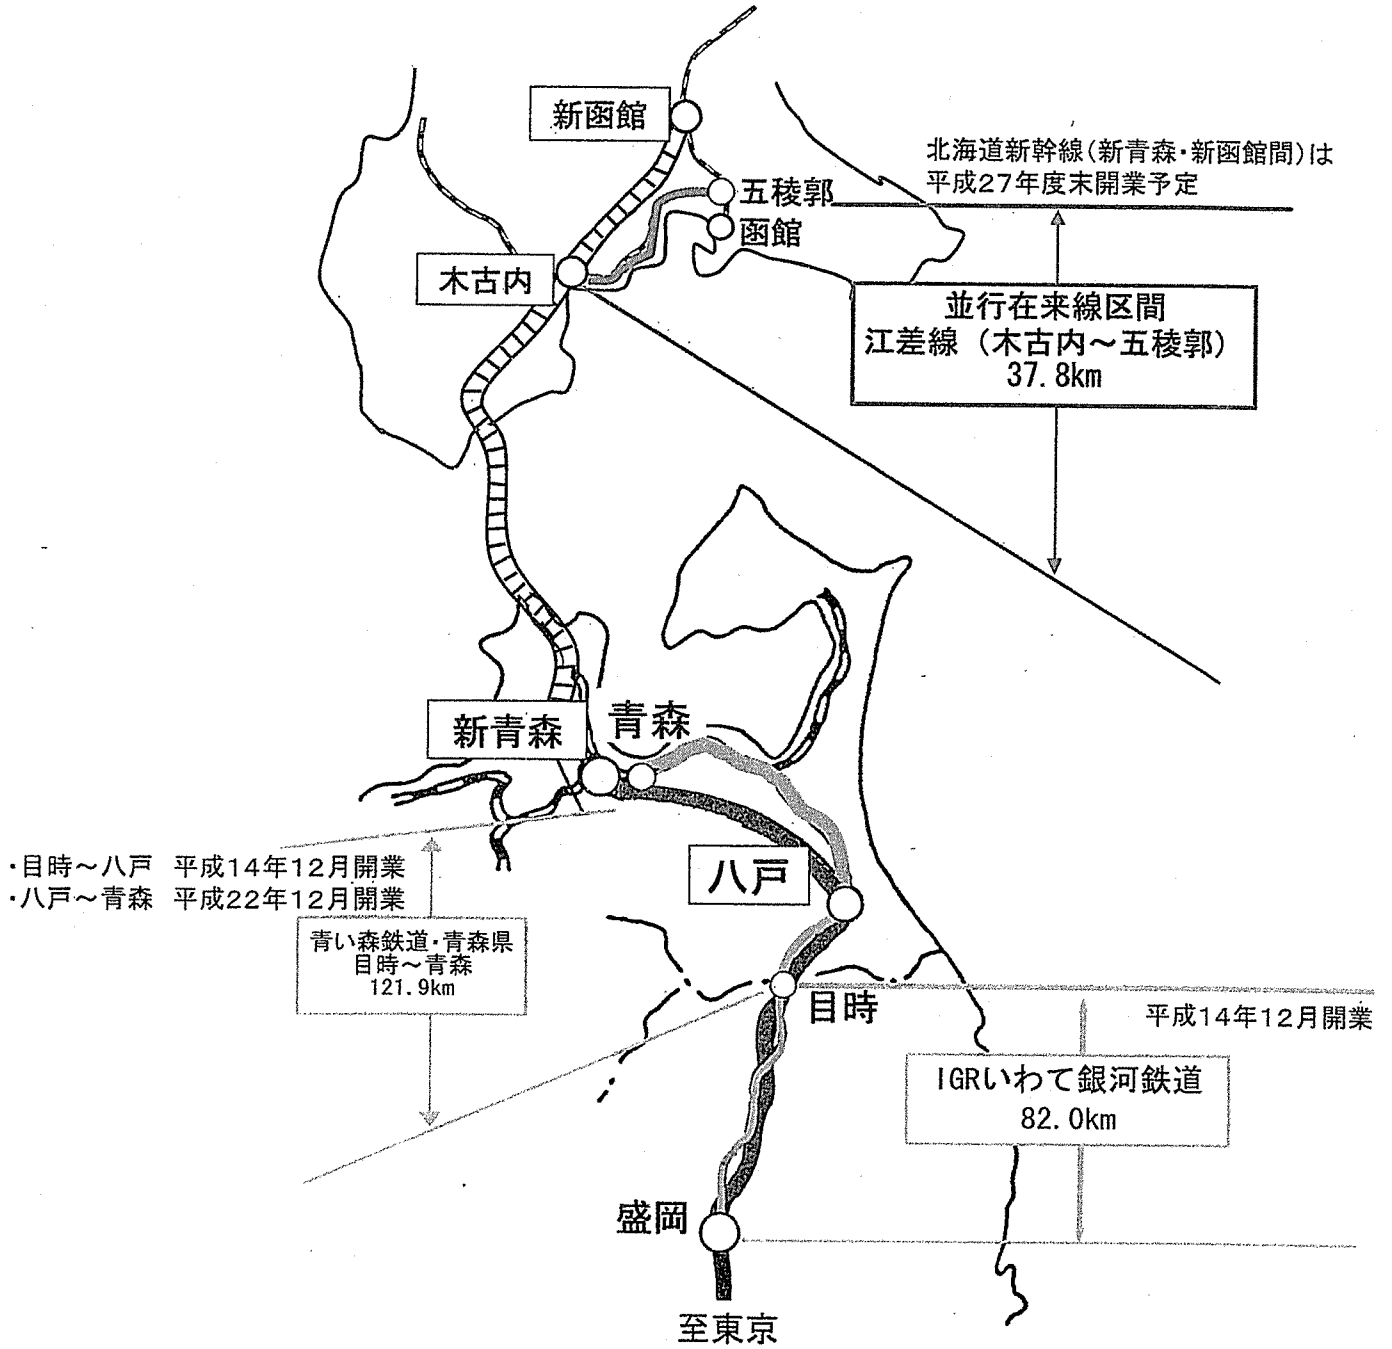 新函館
北海道新幹線（新青森・新函館間）は
平成27年度末開業予定
五稜郭
函館
木古内
並行在来線区間
江差線（木古内～五稜郭）
37.8km
新青森
青森
・目時～八戸　平成14年12月開業
・八戸～青森　平成22年12月開業
八戸
青い森鉄道・青森県
目時～青森
121.9km
目時
平成14年12月開業
IGRいわて銀河鉄道
82.0km
盛岡
至東京